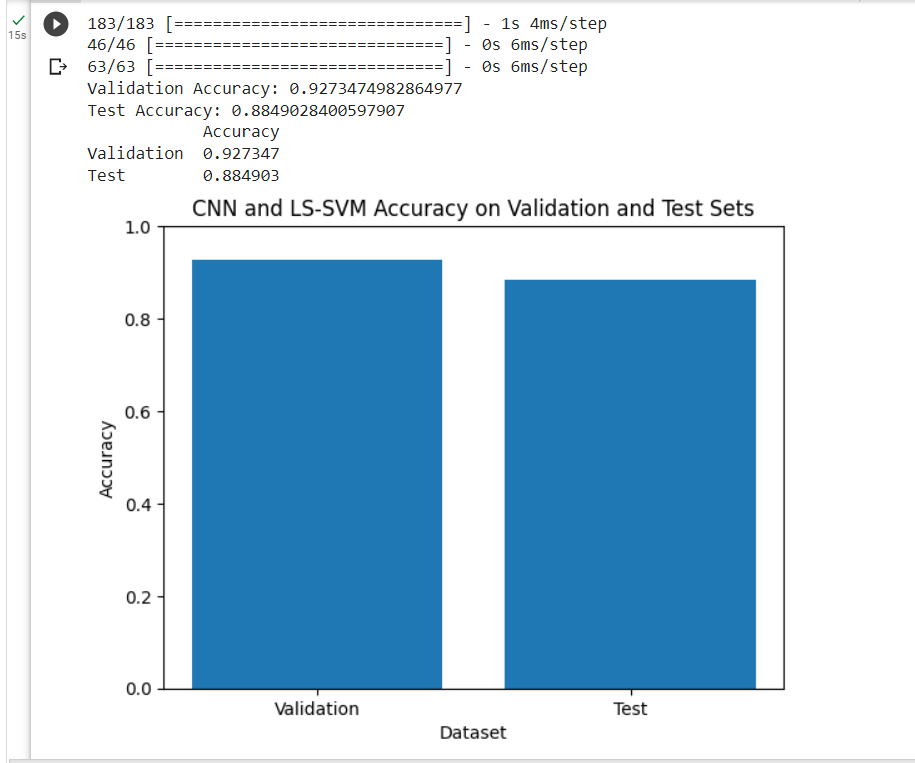 15s
183/183 [==============================] - 1s 4ms/step
46/46 [==============================] - 0s 6ms/step
63/63 [==============================] - 0s 6ms/step
Validation Accuracy: 0.9273474982864977
Test Accuracy: 0.8849028400597907
Accuracy
Validation 0.927347
Test 0.884903
CNN and LS-SVM Accuracy on Validation and Test Sets
1.0
0.8
0.6
0.4
0.2
0.0
Accuracy
Validation Test
Dataset